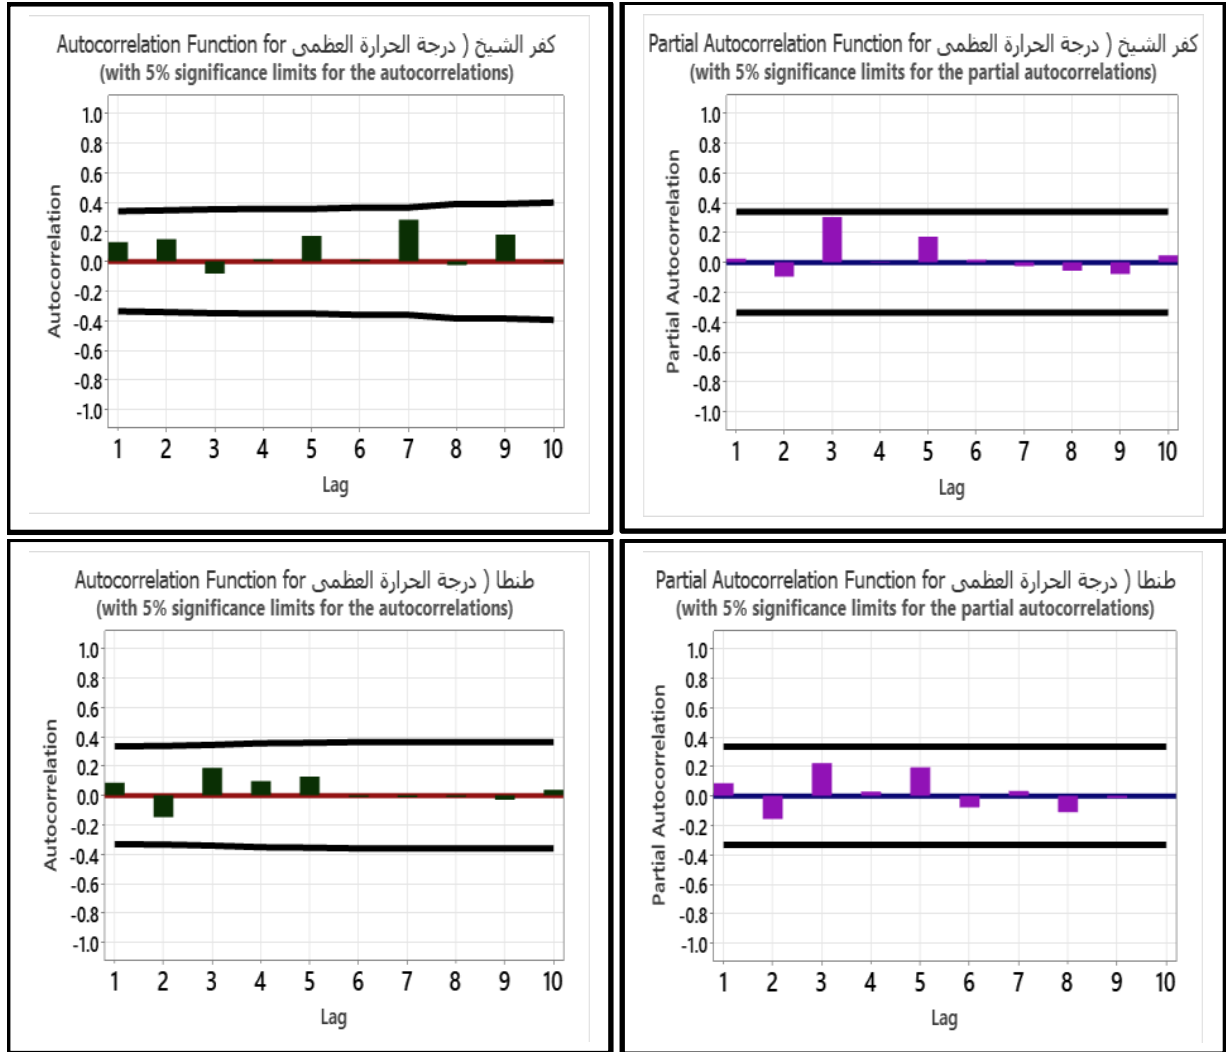 Autocorrelation Function for كفر الشيخ ( درجة الحرارة العظمى
(with 5% significance limits for the autocorrelations)
1.0
0.8
0.6
0.4
0.2
0.0
-0.2
-0.4
-0.6
-0.8
-1.0
Autocorrelation
1 2 3 4 5 6 7 8 9 10
Lag
Partial Autocorrelation Function for كفر الشيخ ( درجة الحرارة العظمى
(with 5% significance limits for the partial autocorrelations)
1.0
0.8
0.6
0.4
0.2
0.0
-0.2
-0.4
-0.6
-0.8
-1.0
Partial Autocorrelation
1 2 3 4 5 6 7 8 9 10
Lag
Autocorrelation Function for طنطا ( درجة الحرارة العظمى
(with 5% significance limits for the autocorrelations)
1.0
0.8
0.6
0.4
0.2
0.0
-0.2
-0.4
-0.6
-0.8
-1.0
Autocorrelation
1 2 3 4 5 6 7 8 9 10
Lag
Partial Autocorrelation Function for طنطا ( درجة الحرارة العظمى
(with 5% significance limits for the partial autocorrelations)
1.0
0.8
0.6
0.4
0.2
0.0
-0.2
-0.4
-0.6
-0.8
-1.0
Partial Autocorrelation
1 2 3 4 5 6 7 8 9 10
Lag